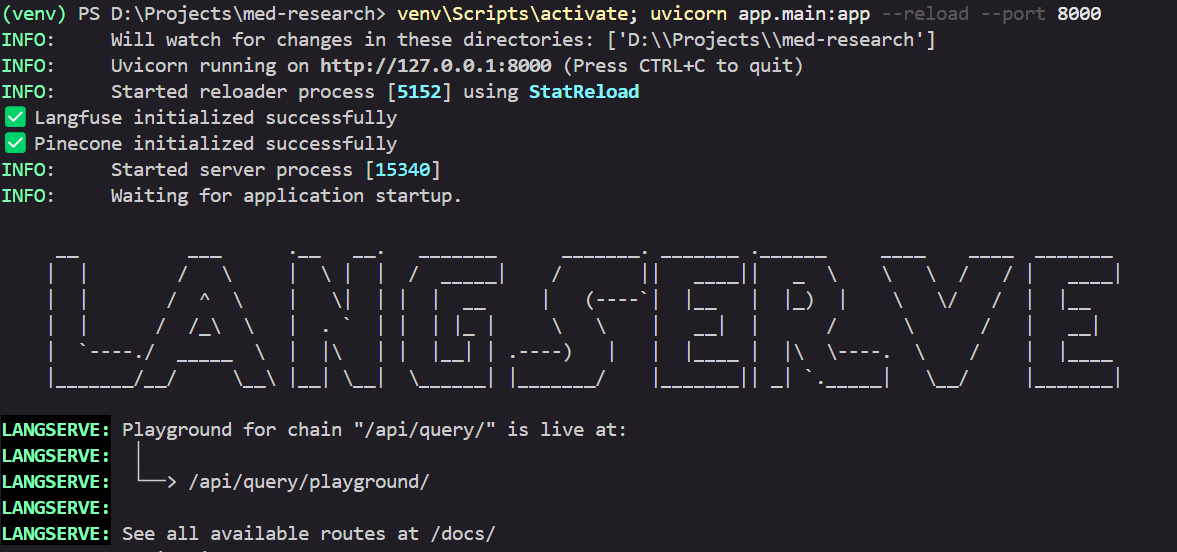 (venv) PS D:\Projects\med-research> venv\Scripts\activate; uvicorn app.main:app --reload --port 8000
INFO:     Will watch for changes in these directories: ['D:\\Projects\\med-research']
INFO:     Uvicorn running on http://127.0.0.1:8000 (Press CTRL+C to quit)
INFO:     Started reloader process [5152] using StatReload
✅ Langfuse initialized successfully
✅ Pinecone initialized successfully
INFO:     Started server process [15340]
INFO:     Waiting for application startup.
LANGSERVE
LANGSERVE: Playground for chain "/api/query/" is live at:
LANGSERVE:  │
LANGSERVE:  └──> /api/query/playground/
LANGSERVE:
LANGSERVE: See all available routes at /docs/